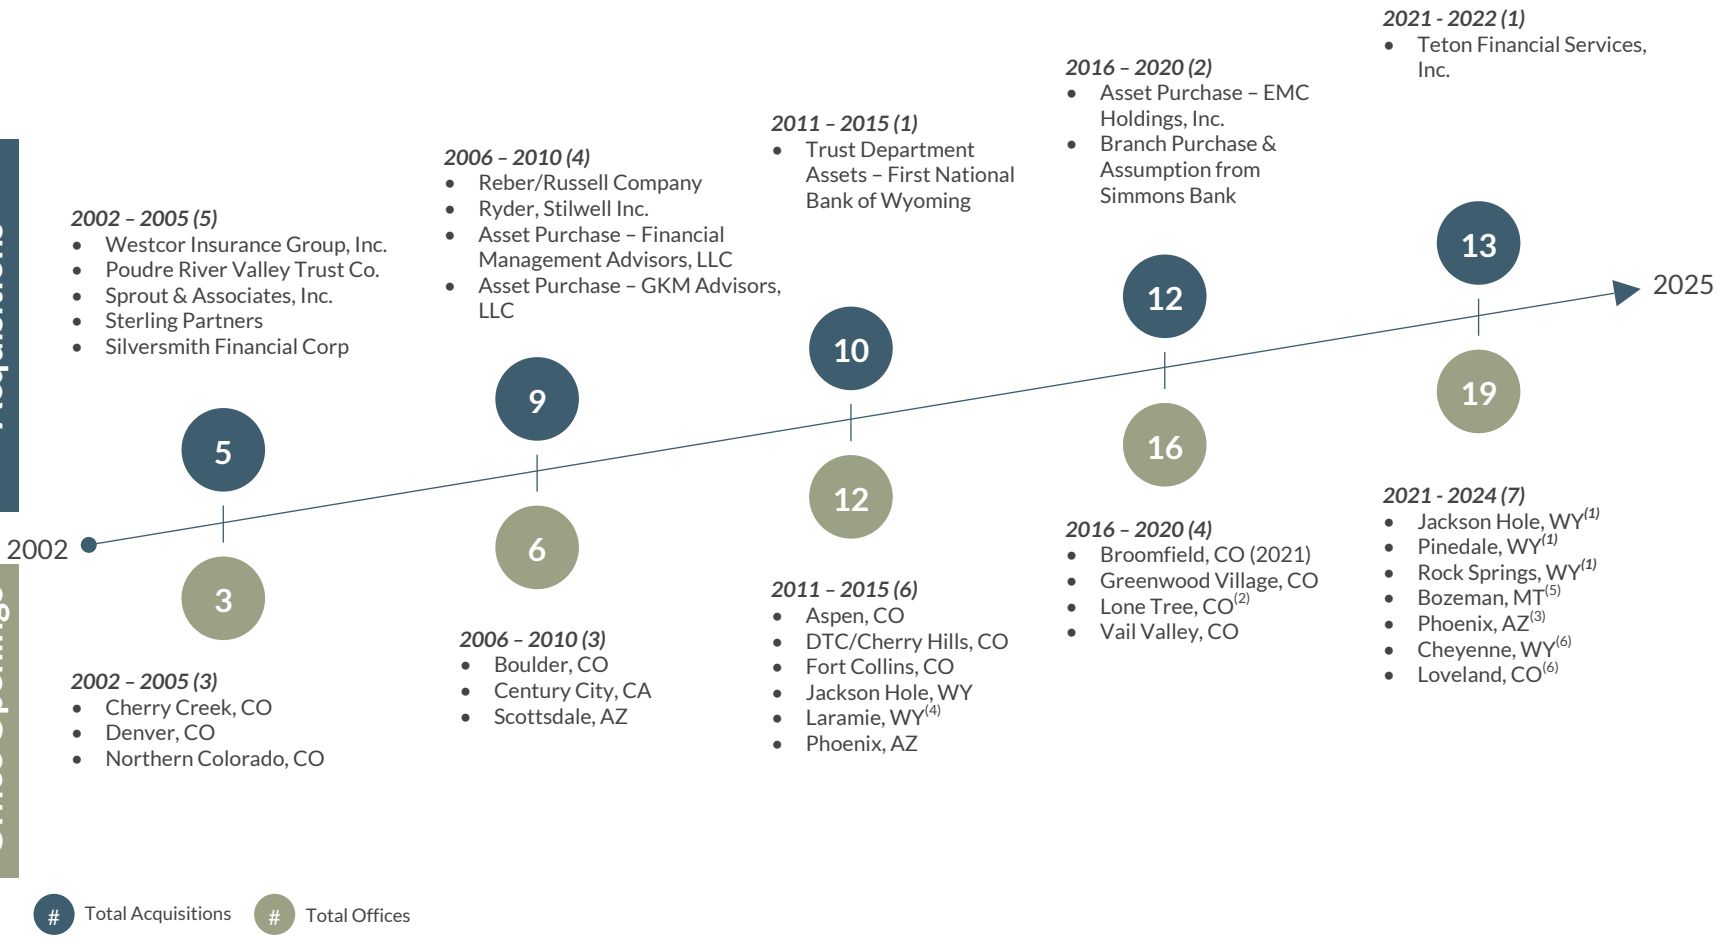 2021 - 2022 (1)
• Teton Financial Services,
Inc.
2016 – 2020 (2)
• Asset Purchase – EMC
Holdings, Inc.
• Branch Purchase &
Assumption from
Simmons Bank
2011 – 2015 (1)
• Trust Department
Assets – First National
Bank of Wyoming
2006 – 2010 (4)
• Reber/Russell Company
• Ryder, Stilwell Inc.
• Asset Purchase – Financial
Management Advisors, LLC
• Asset Purchase – GKM Advisors,
LLC
2002 – 2005 (5)
• Westcor Insurance Group, Inc.
• Poudre River Valley Trust Co.
• Sprout & Associates, Inc.
• Sterling Partners
• Silversmith Financial Corp
5
9
10
12
13
2002
2025
3
6
12
16
19
2002 – 2005 (3)
• Cherry Creek, CO
• Denver, CO
• Northern Colorado, CO
2006 – 2010 (3)
• Boulder, CO
• Century City, CA
• Scottsdale, AZ
2011 – 2015 (6)
• Aspen, CO
• DTC/Cherry Hills, CO
• Fort Collins, CO
• Jackson Hole, WY
• Laramie, WY(4)
• Phoenix, AZ
2016 – 2020 (4)
• Broomfield, CO (2021)
• Greenwood Village, CO
• Lone Tree, CO(2)
• Vail Valley, CO
2021 - 2024 (7)
• Jackson Hole, WY(1)
• Pinedale, WY(1)
• Rock Springs, WY(1)
• Bozeman, MT(5)
• Phoenix, AZ(3)
• Cheyenne, WY(6)
• Loveland, CO(6)
# Total Acquisitions
# Total Offices